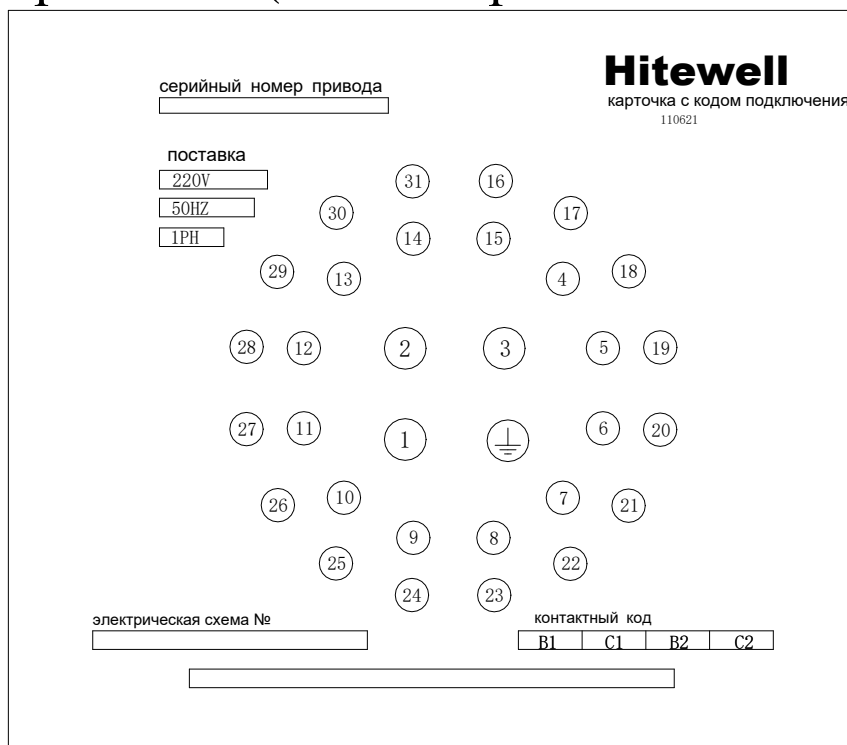 Hitewell
карточка с кодом подключения
110621
серийный номер привода
поставка
220V
50HZ
1PH
31 16
30 17
14 15
29 13 4 18
28 12 2 3 5 19
27 11 1 6 20
26 10 7 21
9 8
25 22
24 23
электрическая схема №
контактный код
B1 C1 B2 C2